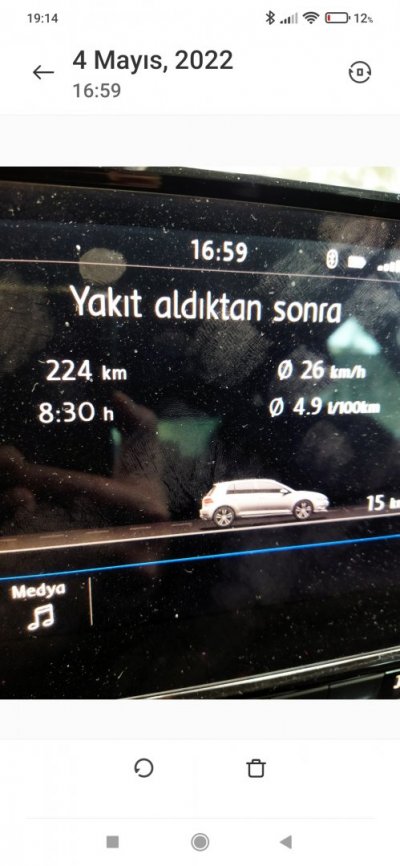 19:14
12%
4 Mayıs, 2022
16:59
16:59
Yakıt aldıktan sonra
224 km
Ø 26 km/h
8:30 h
Ø 4.9 l/100km
15
Medya